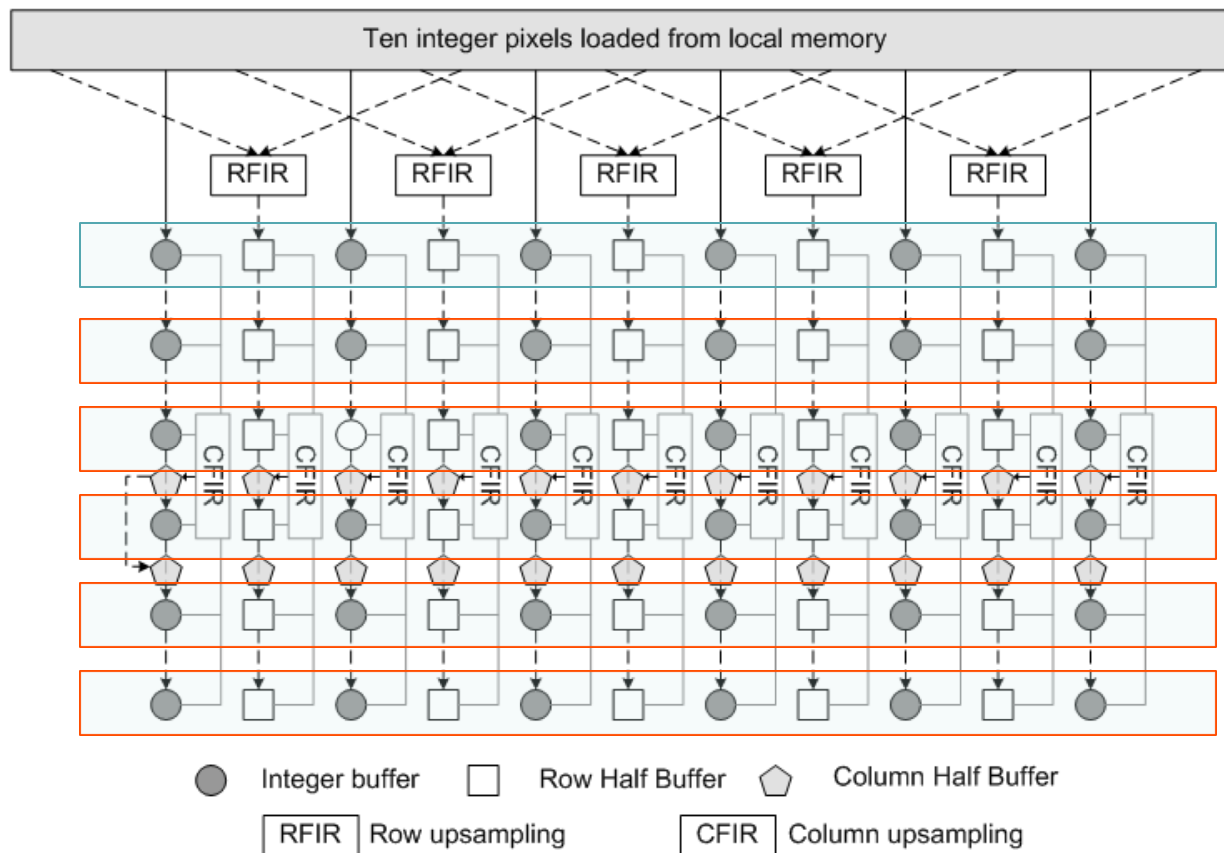 Ten integer pixels loaded from local memory
RFIR RFIR RFIR RFIR RFIR
CFIR CFIR CFIR CFIR CFIR CFIR CFIR CFIR CFIR CFIR CFIR
Integer buffer Row Half Buffer Column Half Buffer
RFIR Row upsampling CFIR Column upsampling